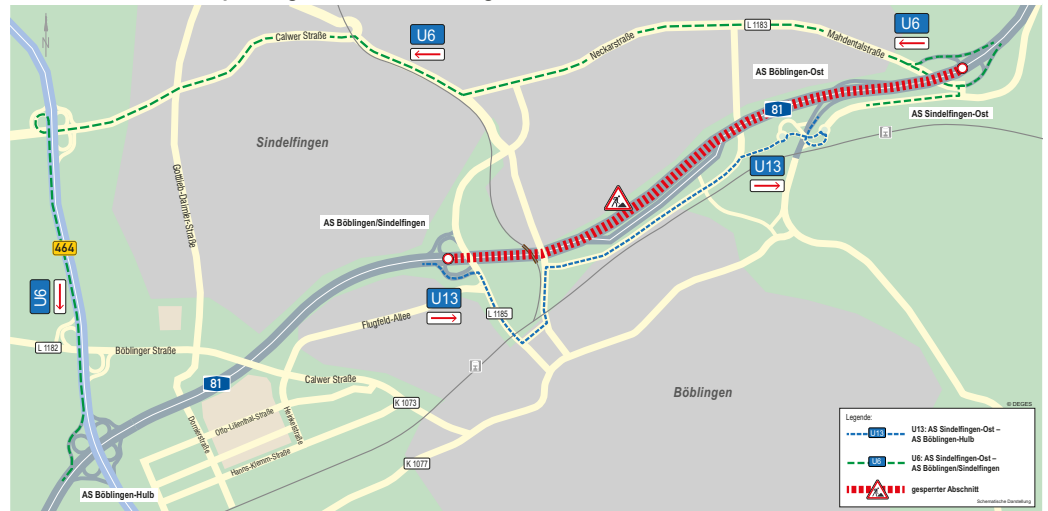 N
Calwer Straße
U6
L 1183
Neckarstraße
Mahdentalstraße
U6
AS Böblingen-Ost
81
AS Sindelfingen-Ost
Sindelfingen
Gottlieb-Daimler-Straße
U13
AS Böblingen/Sindelfingen
464
U6
U13
L 1185
Flugfeld-Allee
L 1182
Böblinger Straße
81
Calwer Straße
K 1073
Böblingen
Otto-Lilienthal-Straße
Dornierstraße
Heinkelstraße
Hanns-Klemm-Straße
K 1077
AS Böblingen-Hulb
© DEGES
Legende:
U13 U13: AS Sindelfingen-Ost –
AS Böblingen-Hulb
U6 U6: AS Sindelfingen-Ost –
AS Böblingen/Sindelfingen
gesperrter Abschnitt
Schematische Darstellung